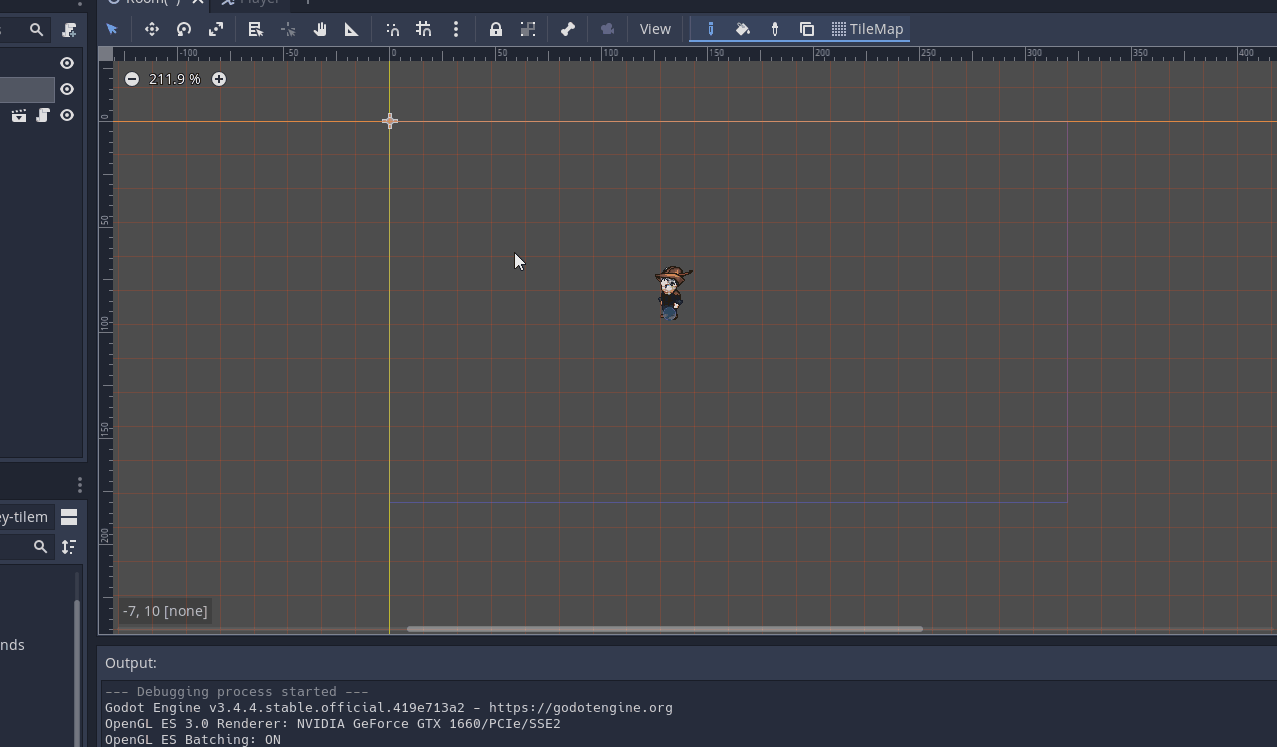 Room(*)
Player
View
TileMap
-100 -50 0 50 100 150 200 250 300 350 400
211.9 %
0
50
100
150
200
ey-tilem
-7, 10 [none]
nds
Output:
--- Debugging process started ---
Godot Engine v3.4.4.stable.official.419e713a2 - https://godotengine.org
OpenGL ES 3.0 Renderer: NVIDIA GeForce GTX 1660/PCIe/SSE2
OpenGL ES Batching: ON